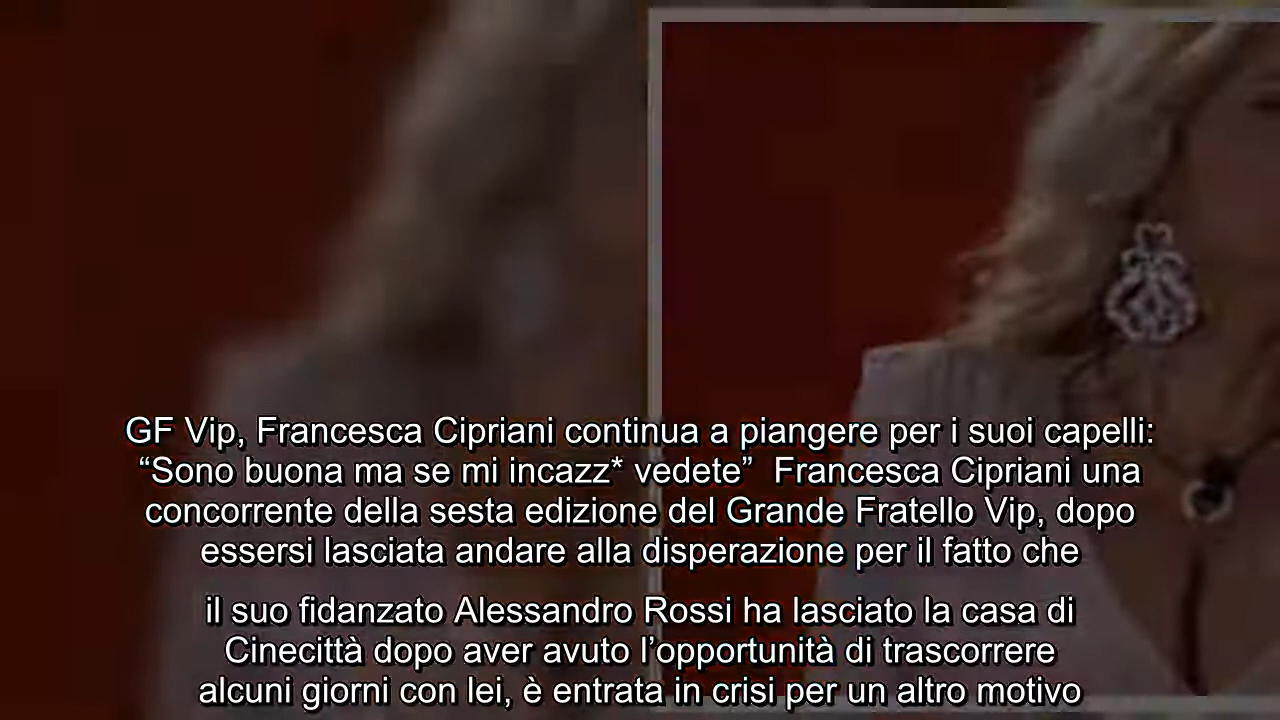 GF Vip, Francesca Cipriani continua a piangere per i suoi capelli:
“Sono buona ma se mi incazz* vedete”  Francesca Cipriani una
concorrente della sesta edizione del Grande Fratello Vip, dopo
essersi lasciata andare alla disperazione per il fatto che
il suo fidanzato Alessandro Rossi ha lasciato la casa di
Cinecittà dopo aver avuto l’opportunità di trascorrere
alcuni giorni con lei, è entrata in crisi per un altro motivo